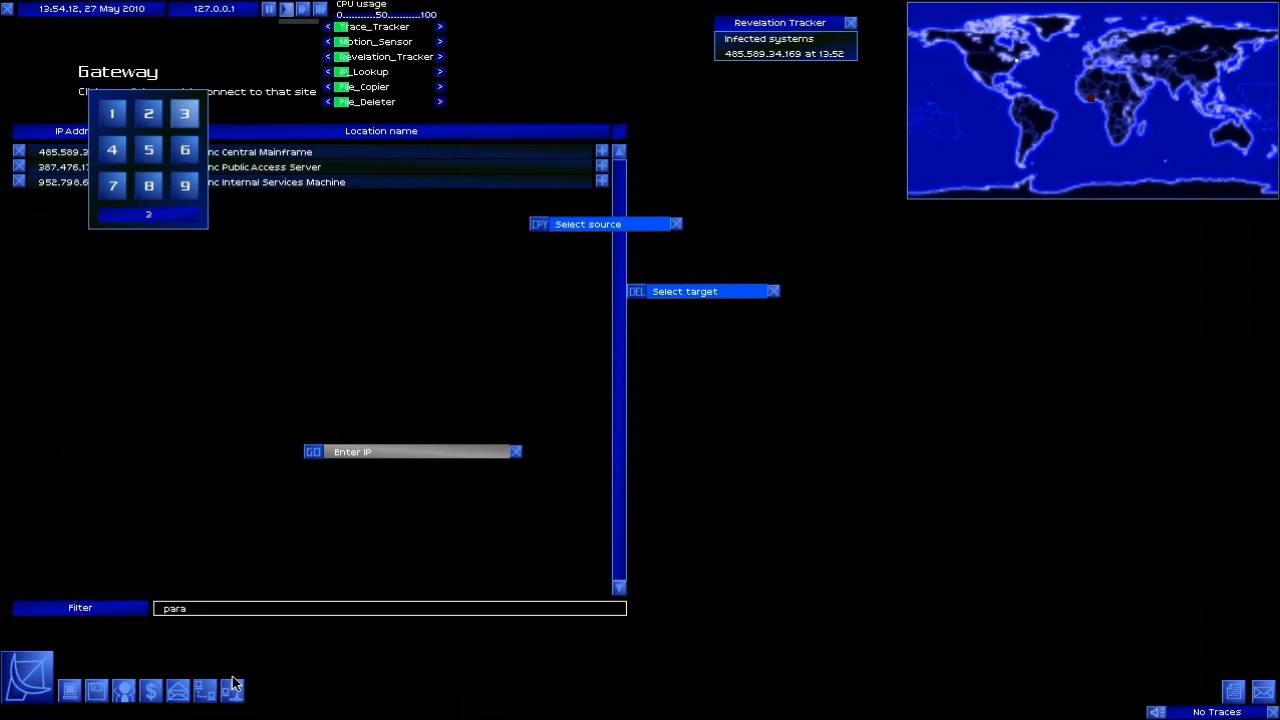 13:54.12, 27 May 2010
127.0.0.1
CPU usage
0............50............100
Trace_Tracker
Motion_Sensor
Revelation_Tracker
IP_Lookup
File_Copier
File_Deleter
Revelation Tracker
Infected systems
485.589.34.169 at 13:52
Gateway
connect to that site
1 2 3
4 5 6
7 8 9
3
IP Addr
Location name
485.589.3
nc Central Mainframe
387.476.1
nc Public Access Server
952.798.6
nc Internal Services Machine
CPY Select source
DEL Select target
GO Enter IP
Filter
para
$
No Traces